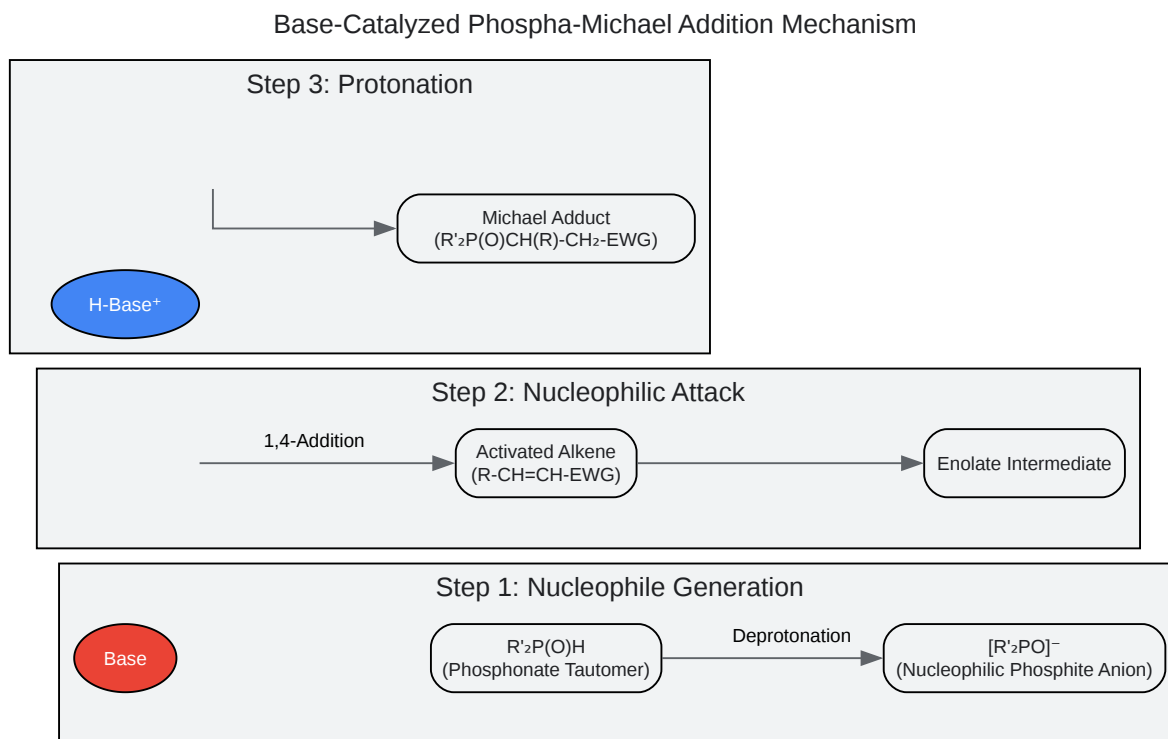 Base-Catalyzed Phospha-Michael Addition Mechanism
Step 3: Protonation
Michael Adduct
(R'₂P(O)CH(R)-CH₂-EWG)
H-Base⁺
Step 2: Nucleophilic Attack
1,4-Addition
Activated Alkene
(R-CH=CH-EWG)
Enolate Intermediate
Step 1: Nucleophile Generation
Base
R'₂P(O)H
(Phosphonate Tautomer)
Deprotonation
[R'₂PO]⁻
(Nucleophilic Phosphite Anion)